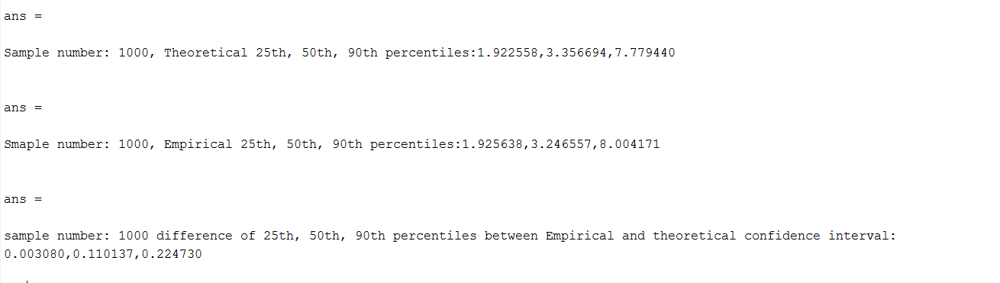 ans =
Sample number: 1000, Theoretical 25th, 50th, 90th percentiles:1.922558,3.356694,7.779440
ans =
Smaple number: 1000, Empirical 25th, 50th, 90th percentiles:1.925638,3.246557,8.004171
ans =
sample number: 1000 difference of 25th, 50th, 90th percentiles between Empirical and theoretical confidence interval:
0.003080,0.110137,0.224730